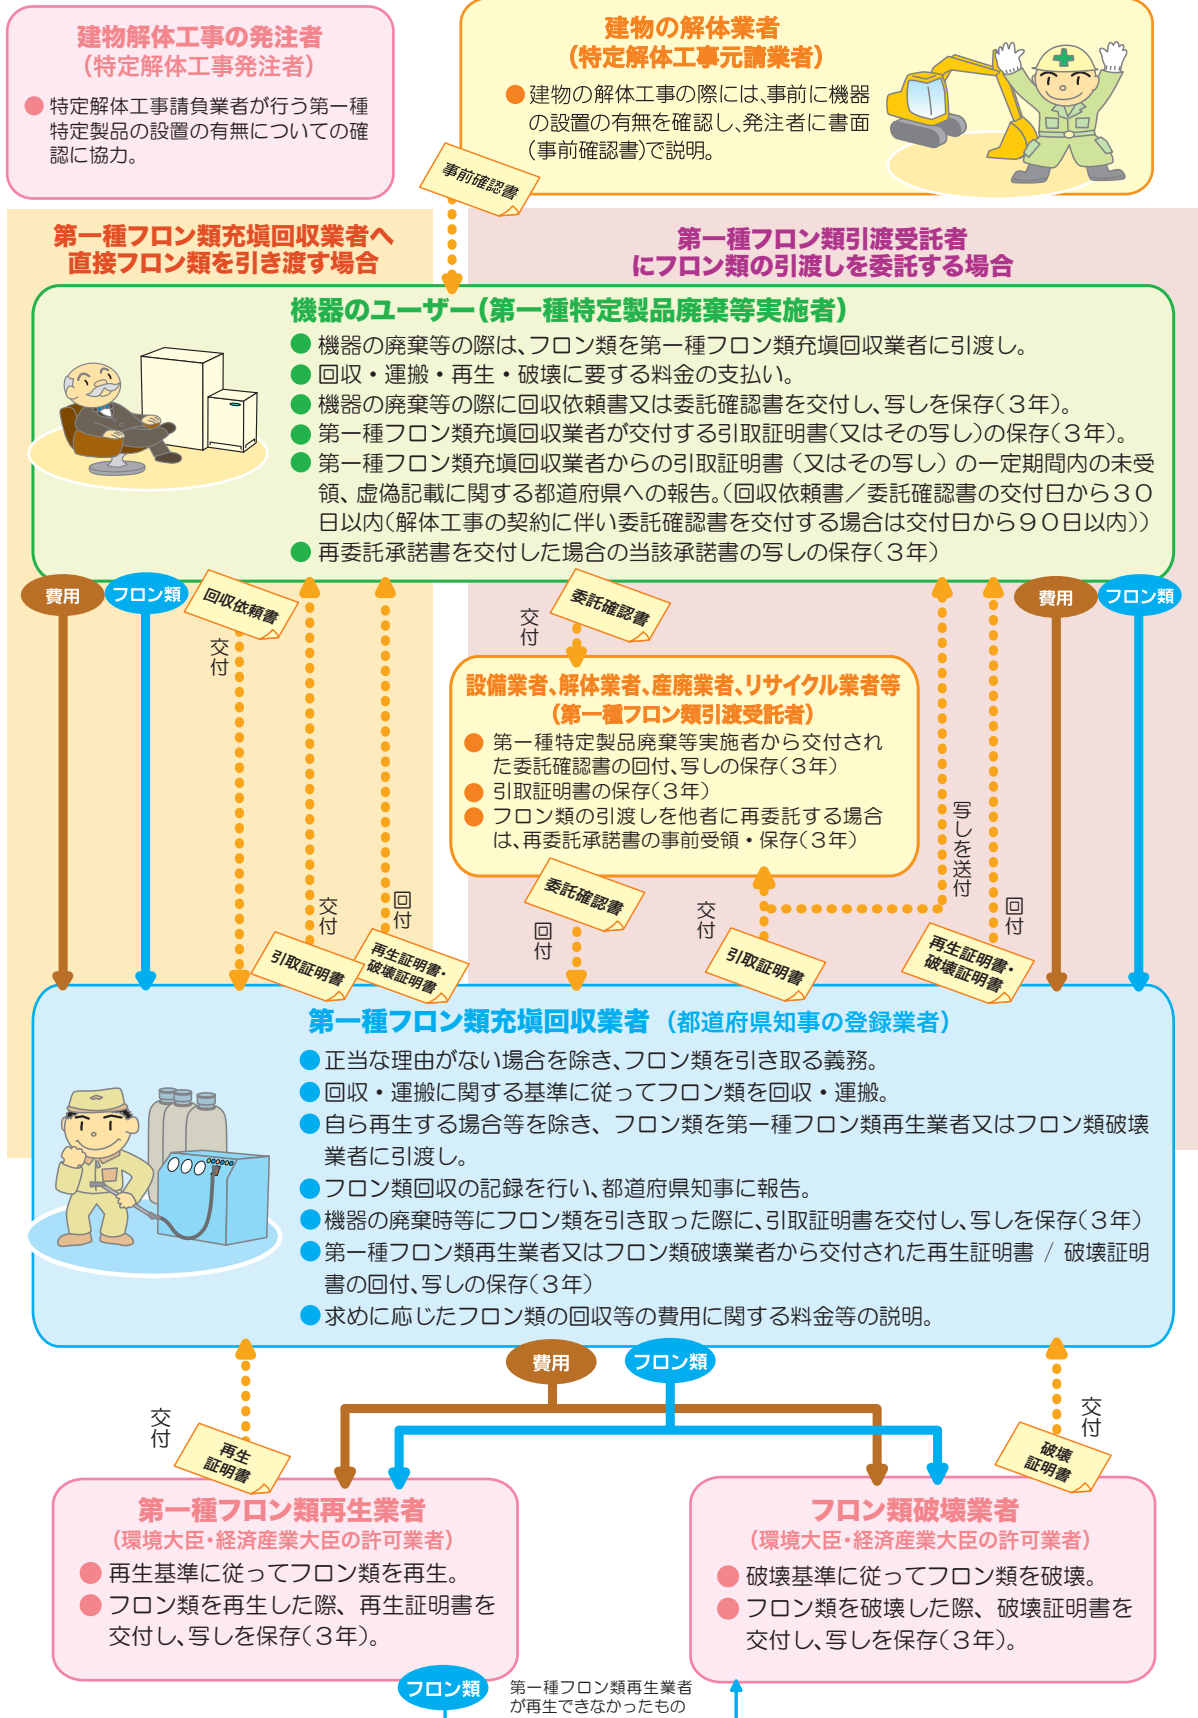 建物解体工事の発注者
(特定解体工事発注者)
● 特定解体工事請負業者が行う第一種
特定製品の設置の有無についての確
認に協力。
建物の解体業者
(特定解体工事元請業者)
● 建物の解体工事の際には、事前に機器
の設置の有無を確認し、発注者に書面
(事前確認書)で説明。
事前確認書
第一種フロン類充塡回収業者へ
直接フロン類を引き渡す場合
第一種フロン類引渡受託者
にフロン類の引渡しを委託する場合
機器のユーザー(第一種特定製品廃棄等実施者)
● 機器の廃棄等の際は、フロン類を第一種フロン類充塡回収業者に引渡し。
● 回収・運搬・再生・破壊に要する料金の支払い。
● 機器の廃棄等の際に回収依頼書又は委託確認書を交付し、写しを保存(3年)。
● 第一種フロン類充塡回収業者が交付する引取証明書(又はその写し)の保存(3年)。
● 第一種フロン類充塡回収業者からの引取証明書(又はその写し)の一定期間内の未受
領、虚偽記載に関する都道府県への報告。(回収依頼書／委託確認書の交付日から30
日以内(解体工事の契約に伴い委託確認書を交付する場合は交付日から90日以内))
● 再委託承諾書を交付した場合の当該承諾書の写しの保存(3年)
費用
フロン類
回収依頼書
交付
委託確認書
交付
費用
フロン類
設備業者、解体業者、産廃業者、リサイクル業者等
(第一種フロン類引渡受託者)
● 第一種特定製品廃棄等実施者から交付され
た委託確認書の回付、写しの保存(3年)
● 引取証明書の保存(3年)
● フロン類の引渡しを他者に再委託する場合
は、再委託承諾書の事前受領・保存(3年)
写しを送付
交付
引取証明書
回付
再生証明書・
破壊証明書
委託確認書
回付
交付
引取証明書
回付
再生証明書・
破壊証明書
第一種フロン類充塡回収業者(都道府県知事の登録業者)
● 正当な理由がない場合を除き、フロン類を引き取る義務。
● 回収・運搬に関する基準に従ってフロン類を回収・運搬。
● 自ら再生する場合等を除き、フロン類を第一種フロン類再生業者又はフロン類破壊
業者に引渡し。
● フロン類回収の記録を行い、都道府県知事に報告。
● 機器の廃棄時等にフロン類を引き取った際に、引取証明書を交付し、写しを保存(3年)
● 第一種フロン類再生業者又はフロン類破壊業者から交付された再生証明書 / 破壊証明
書の回付、写しの保存(3年)
● 求めに応じたフロン類の回収等の費用に関する料金等の説明。
費用
フロン類
交付
再生
証明書
交付
破壊
証明書
第一種フロン類再生業者
(環境大臣・経済産業大臣の許可業者)
● 再生基準に従ってフロン類を再生。
● フロン類を再生した際、再生証明書を
交付し、写しを保存(3年)。
フロン類破壊業者
(環境大臣・経済産業大臣の許可業者)
● 破壊基準に従ってフロン類を破壊。
● フロン類を破壊した際、破壊証明書を
交付し、写しを保存(3年)。
フロン類
第一種フロン類再生業者
が再生できなかったもの